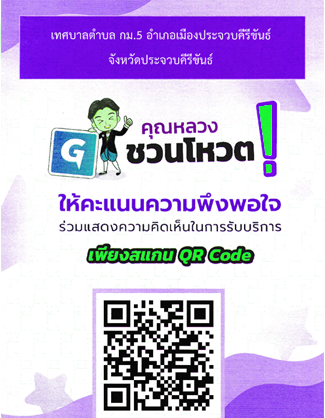 เทศบาลตำบล กม.5 อำเภอเมืองประจวบคีรีขันธ์
จังหวัดประจวบคีรีขันธ์
G
คุณหลวง
ชวนโหวต!
ให้คะแนนความพึงพอใจ
ร่วมแสดงความคิดเห็นในการรับบริการ
เพียงสแกน QR Code